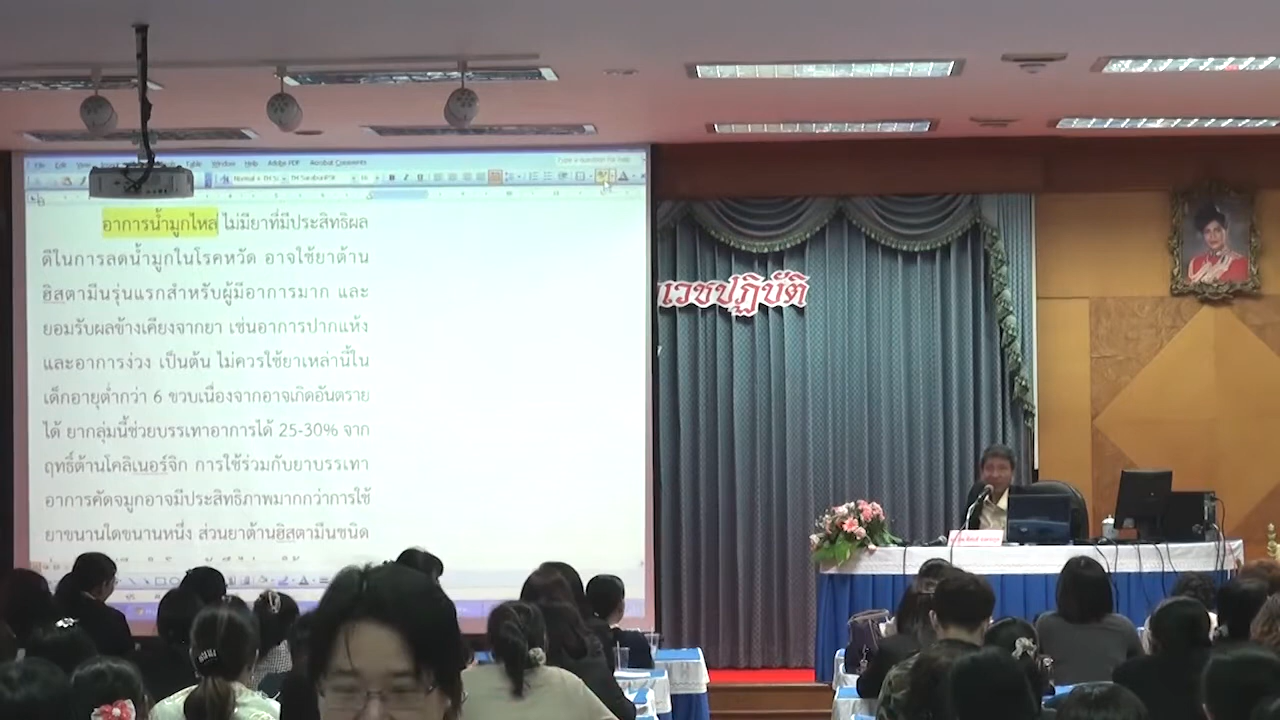 Window Help Adobe PDF Acrobat Comments
Type a question for help
อาการน้ำมูกไหล ไม่มียาที่มีประสิทธิผล
ดีในการลดน้ำมูกในโรคหวัด อาจใช้ยาต้าน
ฮิสตามีนรุ่นแรกสำหรับผู้มีอาการมาก และ
ยอมรับผลข้างเคียงจากยา เช่นอาการปากแห้ง
และอาการง่วง เป็นต้น ไม่ควรใช้ยาเหล่านี้ใน
เด็กอายุต่ำกว่า 6 ขวบเนื่องจากอาจเกิดอันตราย
ได้ ยากลุ่มนี้ช่วยบรรเทาอาการได้ 25-30% จาก
ฤทธิ์ต้านโคลิเนอร์จิก การใช้ร่วมกับยาบรรเทา
อาการคัดจมูกอาจมีประสิทธิภาพมากกว่าการใช้
ยาขนานใดขนานหนึ่ง ส่วนยาต้านฮิสตามีนชนิด
เวชปฏิบัติ